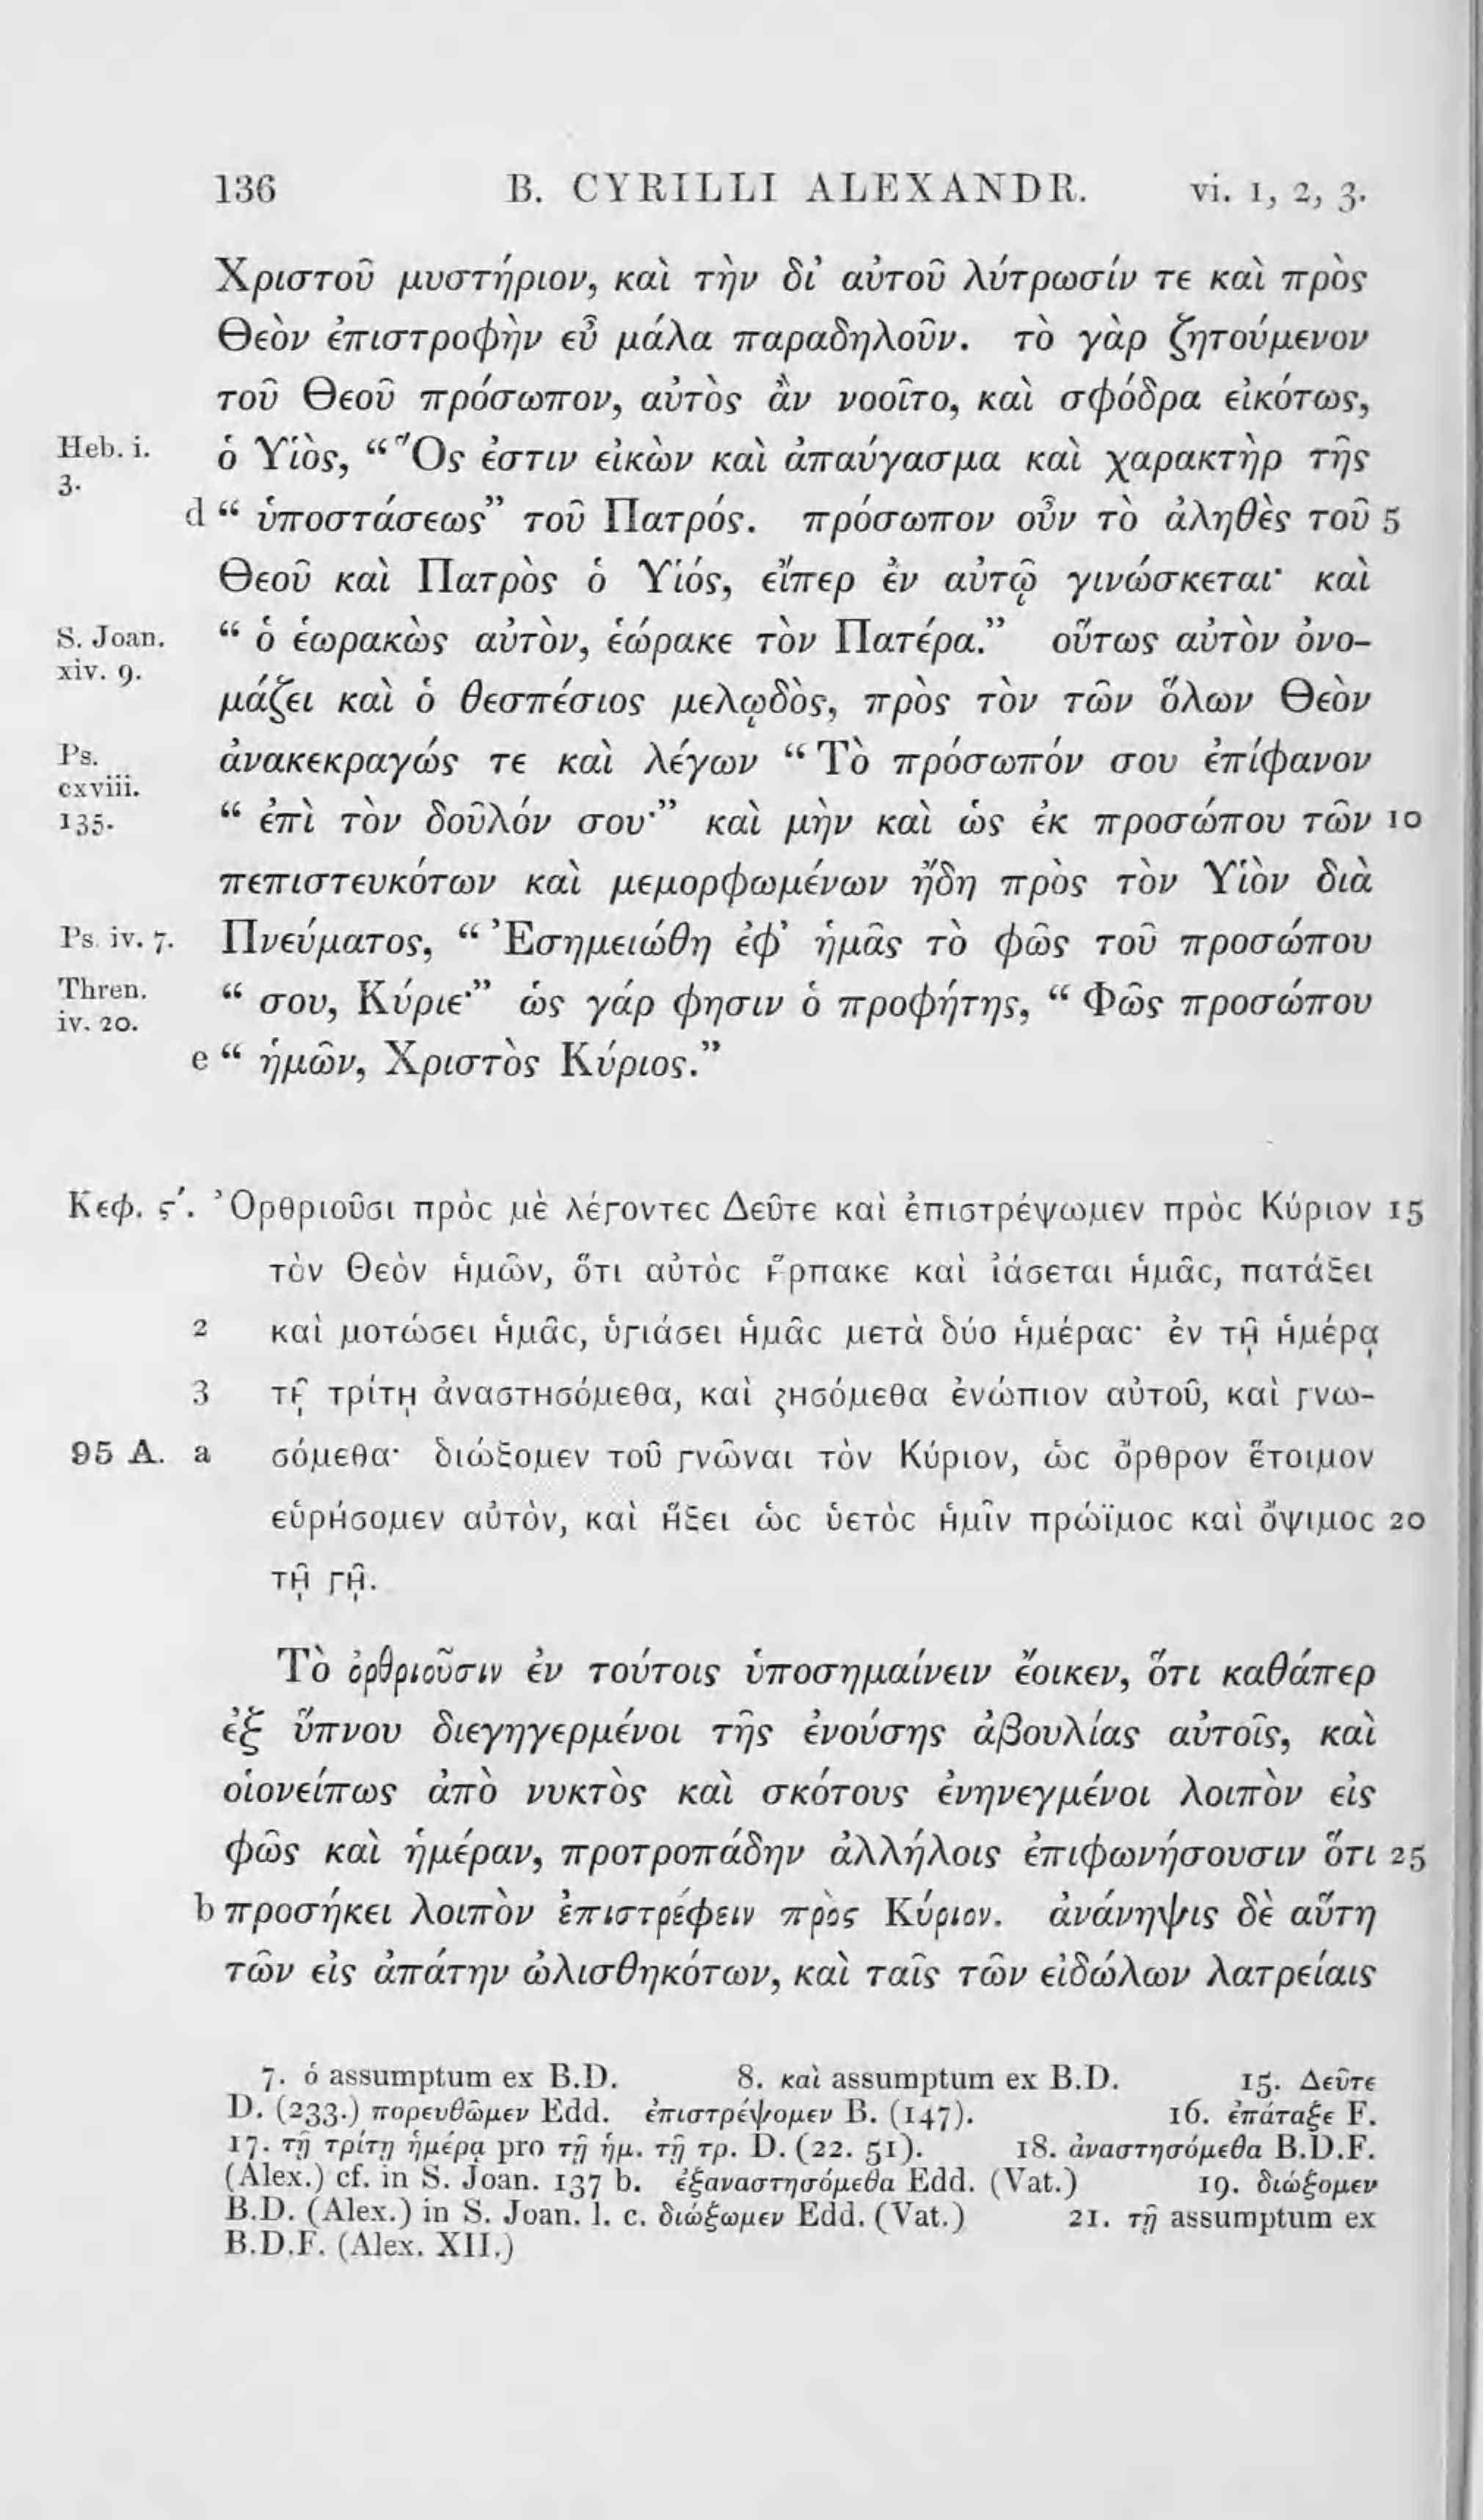 136 B. CYRILLI ALEXANDR. vi. 1, 2, 3.
Χριστοῦ μυστήριον, καὶ τὴν δι’ αὐτοῦ λύτρωσίν τε καὶ πρὸς
Θεὸν ἐπιστροφὴν εὖ μάλα παραδηλοῦν. τὸ γὰρ ζητούμενον
τοῦ Θεοῦ πρόσωπον, αὐτὸς ἂν νοοῖτο, καὶ σφόδρα εἰκότως,
Heb. i. ὁ Υἱὸς, “Ὅς ἐστιν εἰκὼν καὶ ἀπαύγασμα καὶ χαρακτὴρ τῆς
3.
d “ ὑποστάσεως” τοῦ Πατρός. πρόσωπον οὖν τὸ ἀληθὲς τοῦ 5
Θεοῦ καὶ Πατρὸς ὁ Υἱός, εἴπερ ἐν αὐτῷ γινώσκεται· καὶ
S. Joan. “ ὁ ἑωρακὼς αὐτὸν, ἑώρακε τὸν Πατέρα.” οὕτως αὐτὸν ὀνο-
xiv. 9.
μάζει καὶ ὁ θεσπέσιος μελῳδὸς, πρὸς τὸν τῶν ὅλων Θεὸν
Ps. ἀνακεκραγώς τε καὶ λέγων “ Τὸ πρόσωπόν σου ἐπίφανον
cxviii.
135. “ ἐπὶ τὸν δοῦλόν σου·” καὶ μὴν καὶ ὡς ἐκ προσώπου τῶν 10
πεπιστευκότων καὶ μεμορφωμένων ἤδη πρὸς τὸν Υἱὸν διὰ
Ps. iv. 7. Πνεύματος, “ Ἐσημειώθη ἐφ’ ἡμᾶς τὸ φῶς τοῦ προσώπου
Thren. “ σου, Κύριε·” ὡς γάρ φησιν ὁ προφήτης, “ Φῶς προσώπου
iv. 20.
e “ ἡμῶν, Χριστὸς Κύριος.”
Κεφ. ϛ΄. Ὀρθριοῦσι πρὸς μὲ λέγοντες Δεῦτε καὶ ἐπιστρέψωμεν πρὸς Κύριον 15
τὸν Θεὸν ἡμῶν, ὅτι αὐτὸς ἥρπακε καὶ ἰάσεται ἡμᾶς, πατάξει
2 καὶ μοτώσει ἡμᾶς, ὑγιάσει ἡμᾶς μετὰ δύο ἡμέρας· ἐν τῇ ἡμέρᾳ
3 τῇ τρίτῃ ἀναστησόμεθα, καὶ ζησόμεθα ἐνώπιον αὐτοῦ, καὶ γνω-
95 A. a σόμεθα· διώξομεν τοῦ γνῶναι τὸν Κύριον, ὡς ὄρθρον ἕτοιμον
εὑρήσομεν αὐτὸν, καὶ ἥξει ὡς ὑετὸς ἡμῖν πρώϊμος καὶ ὄψιμος 20
τῇ γῇ.
Τὸ ὀρθριοῦσιν ἐν τούτοις ὑποσημαίνειν ἔοικεν, ὅτι καθάπερ
ἐξ ὕπνου διεγηγερμένοι τῆς ἐνούσης ἀβουλίας αὐτοῖς, καὶ
οἱονείπως ἀπὸ νυκτὸς καὶ σκότους ἐνηνεγμένοι λοιπὸν εἰς
φῶς καὶ ἡμέραν, προτροπάδην ἀλλήλοις ἐπιφωνήσουσιν ὅτι 25
b προσήκει λοιπὸν ἐπιστρέφειν πρὸς Κύριον. ἀνάνηψις δὲ αὕτη
τῶν εἰς ἀπάτην ὠλισθηκότων, καὶ ταῖς τῶν εἰδώλων λατρείαις
7. ὁ assumptum ex B.D. 8. καὶ assumptum ex B.D. 15. Δεῦτε
D. (233.) πορευθῶμεν Edd. ἐπιστρέψομεν B. (147). 16. ἐπάταξε F.
17. τῇ τρίτῃ ἡμέρᾳ pro τῇ ἡμ. τῇ τρ. D. (22. 51). 18. ἀναστησόμεθα B.D.F.
(Alex.) cf. in S. Joan. 137 b. ἐξαναστησόμεθα Edd. (Vat.) 19. διώξομεν
B.D. (Alex.) in S. Joan. l. c. διώξωμεν Edd. (Vat.) 21. τῇ assumptum ex
B.D.F. (Alex. XII.)